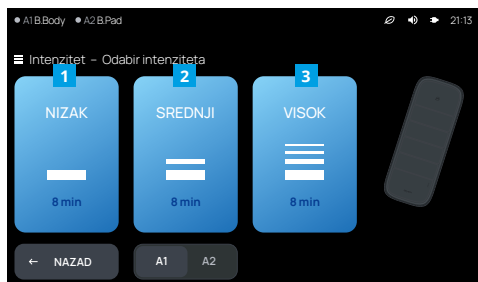 A1 B.Body A2 B.Pad 21:13
Intenzitet – Odabir intenziteta
1 2 3
NIZAK SREDNJI VISOK
8 min 8 min 8 min
← NAZAD A1 A2